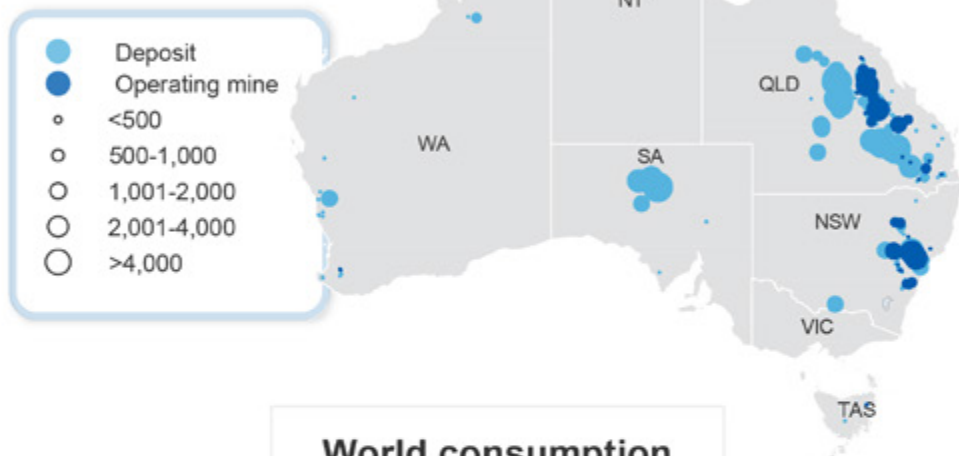 NT
Deposit
Operating mine
<500
500-1,000
1,001-2,000
2,001-4,000
>4,000
QLD
WA
SA
NSW
VIC
TAS
World consumption